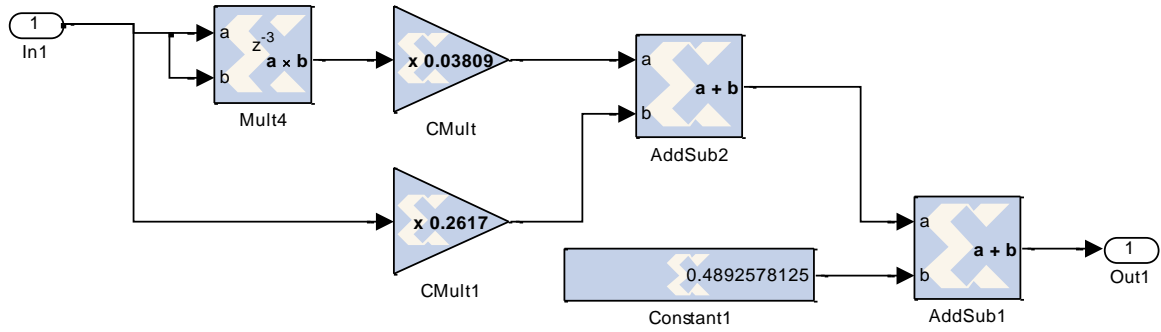 1
In1
a
b
z-3
a × b
Mult4
x 0.03809
CMult
a
b
a + b
AddSub2
x 0.2617
CMult1
0.4892578125
Constant1
a
b
a + b
AddSub1
1
Out1